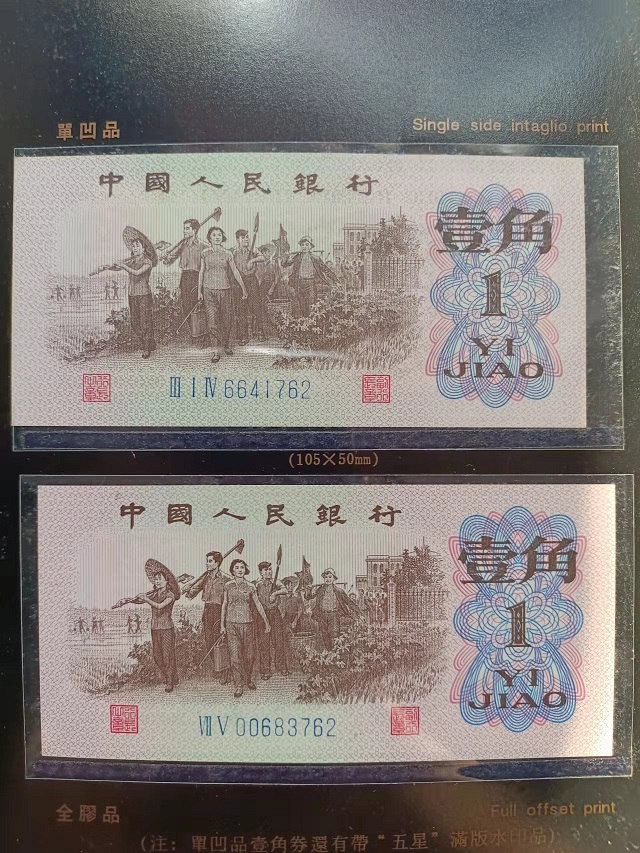 單凹品
Single side intaglio print
中國人民銀行
壹角
1
YI
JIAO
Ⅲ Ⅰ Ⅳ 6641762
(105×50㎜)
中國人民銀行
壹角
1
YI
JIAO
Ⅶ Ⅴ 00683762
全膠品
Full offset print
(注：單凹品壹角券還有帶“五星”滿版水印品)